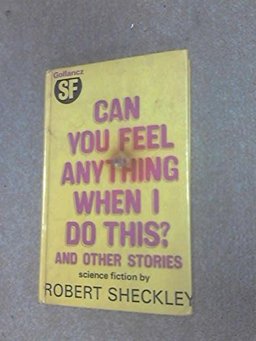 Gollancz
SF
CAN
YOU FEEL
ANYTHING
WHEN I
DO THIS?
AND OTHER STORIES
science fiction by
ROBERT SHECKLEY